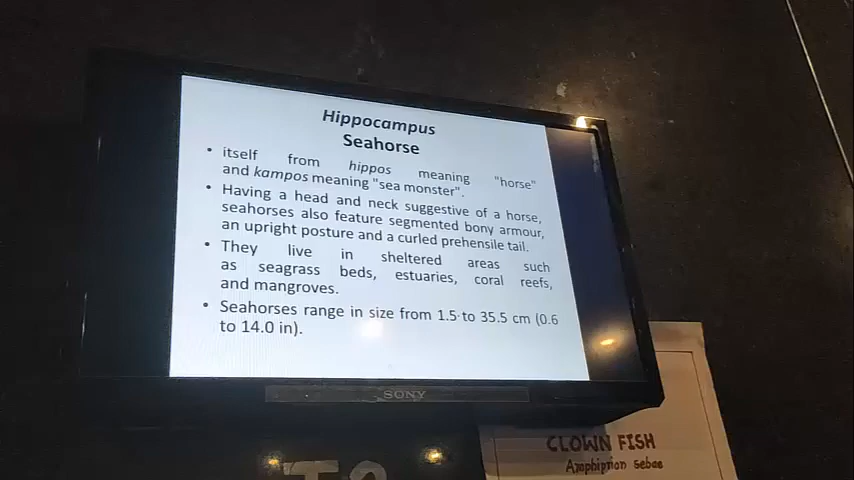 Hippocampus
Seahorse
• itself from hippos meaning "horse"
and kampos meaning "sea monster".
• Having a head and neck suggestive of a horse,
seahorses also feature segmented bony armour,
an upright posture and a curled prehensile tail.
• They live in sheltered areas such
as seagrass beds, estuaries, coral reefs,
and mangroves.
• Seahorses range in size from 1.5 to 35.5 cm (0.6
to 14.0 in).
SONY
CLOWN FISH
Amphiprion sebae